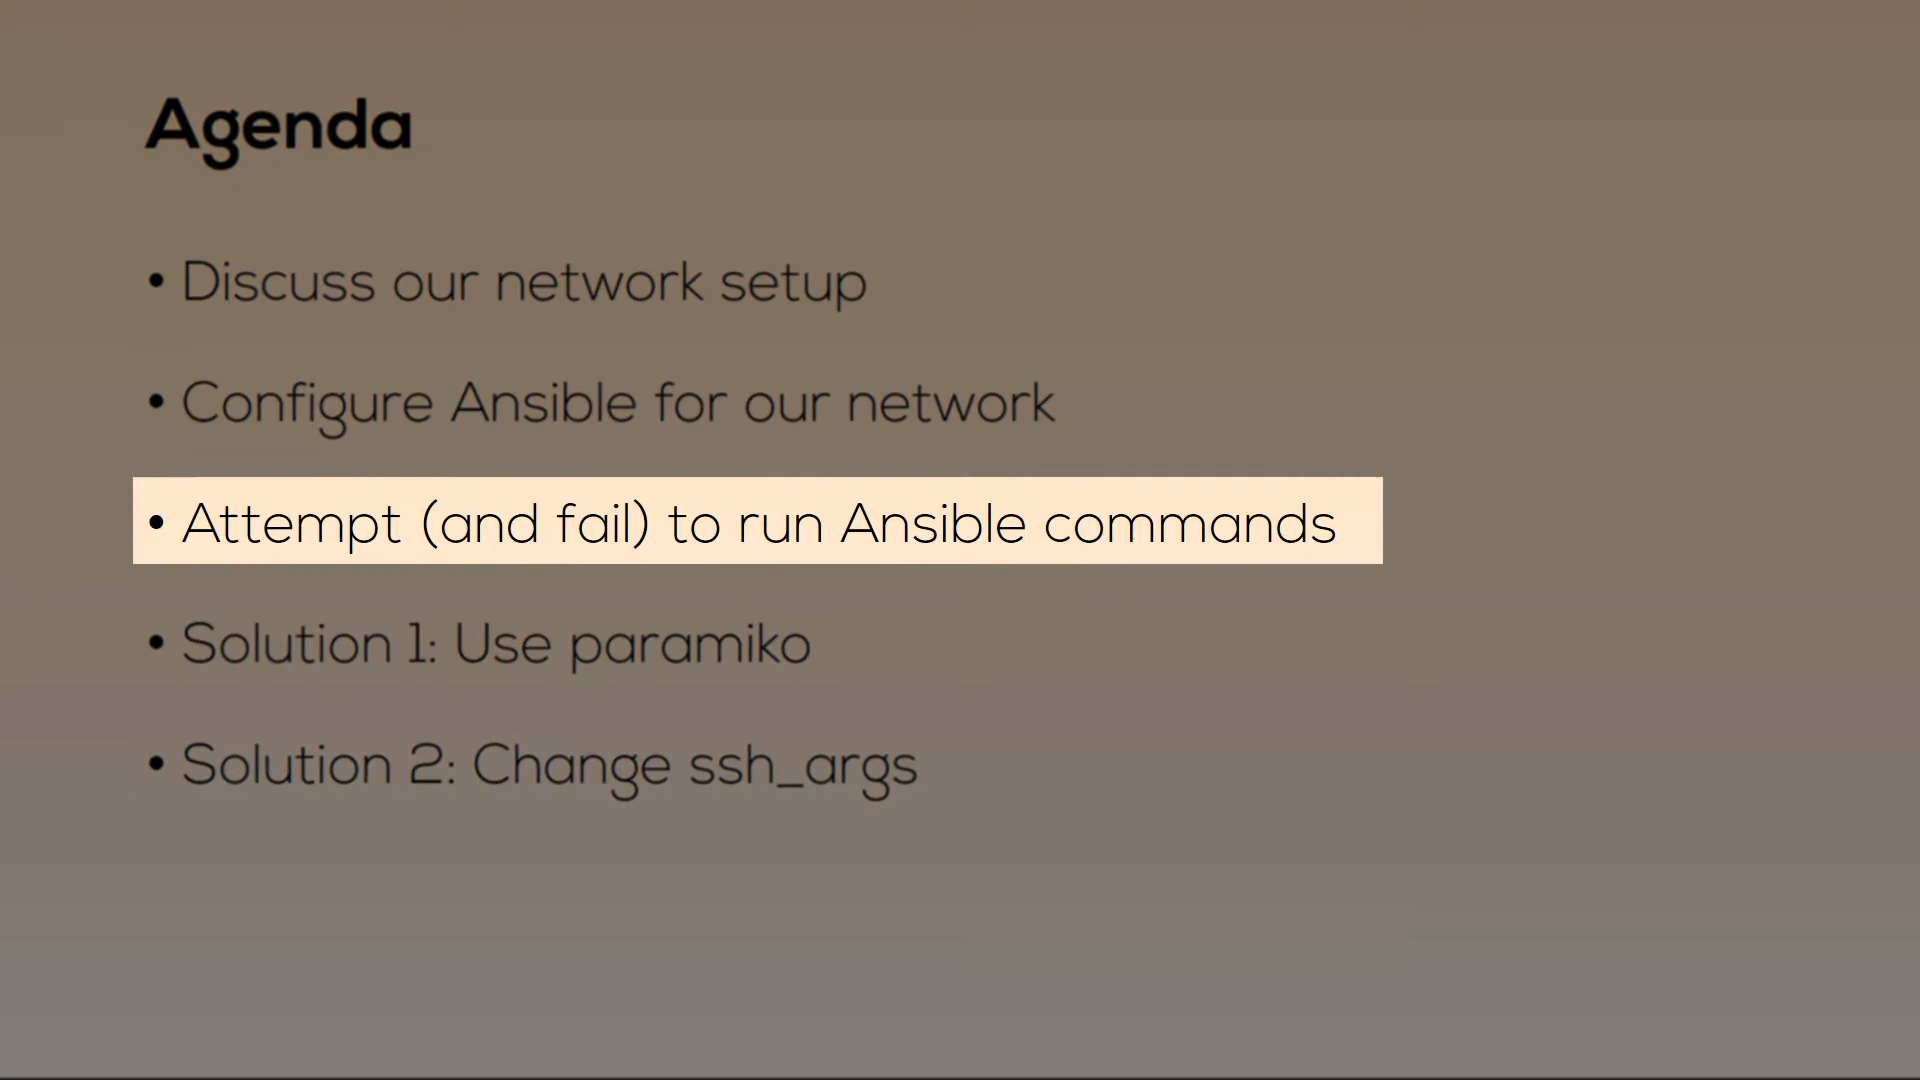 Agenda
• Discuss our network setup
• Configure Ansible for our network
• Attempt (and fail) to run Ansible commands
• Solution 1: Use paramiko
• Solution 2: Change ssh_args